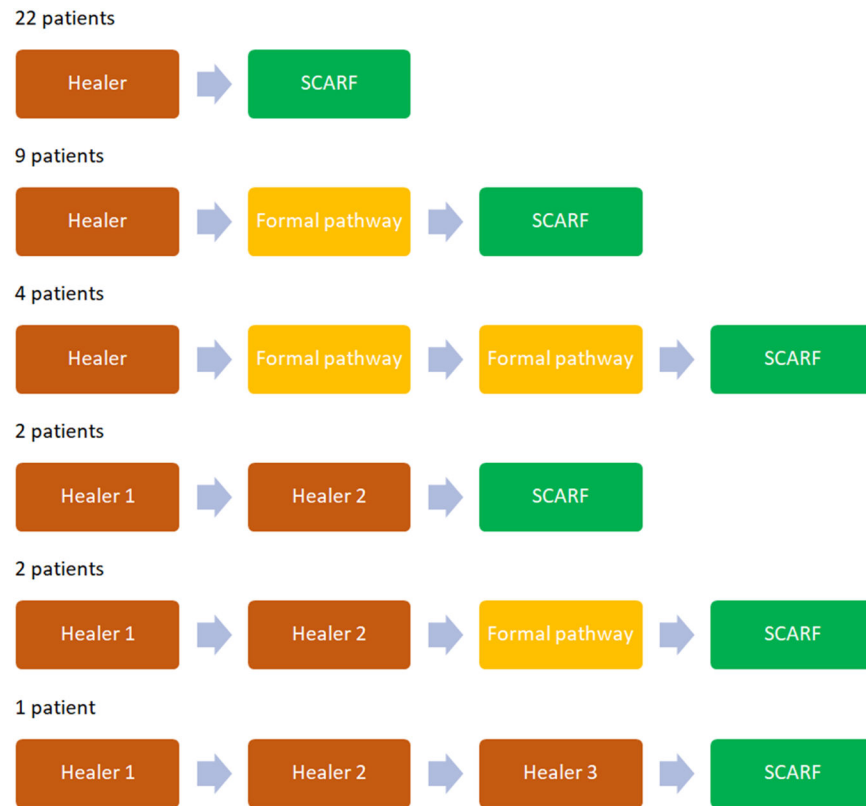 22 patients
Healer SCARF
9 patients
Healer Formal pathway SCARF
4 patients
Healer Formal pathway Formal pathway SCARF
2 patients
Healer 1 Healer 2 SCARF
2 patients
Healer 1 Healer 2 Formal pathway SCARF
1 patient
Healer 1 Healer 2 Healer 3 SCARF